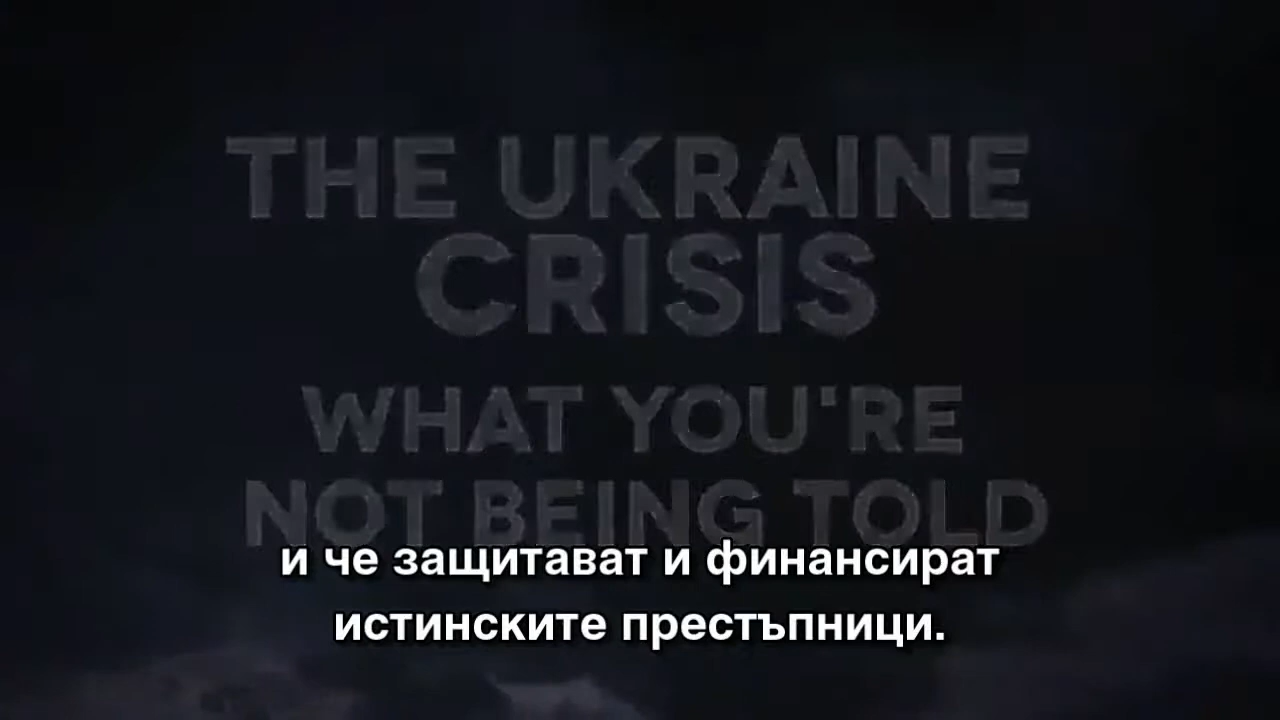 THE UKRAINE
CRISIS
WHAT YOU'RE
NOT BEING TOLD
и че защитават и финансират
истинските престъпници.